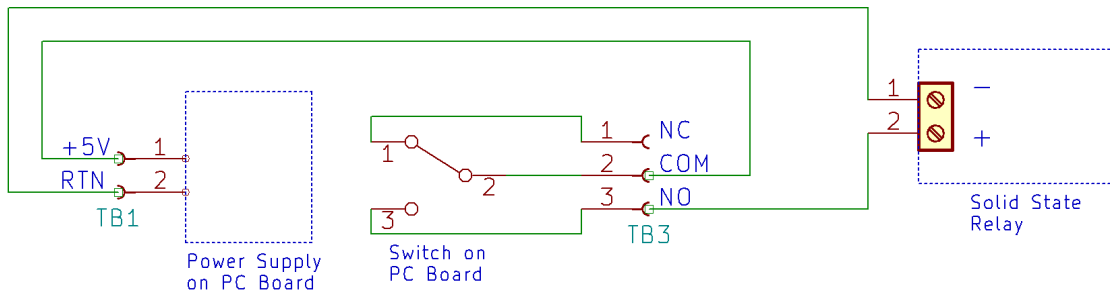 +5V
1
RTN
2
TB1
Power Supply
on PC Board
1
2
3
Switch on
PC Board
1
NC
2
COM
3
NO
TB3
1
-
2
+
Solid State
Relay